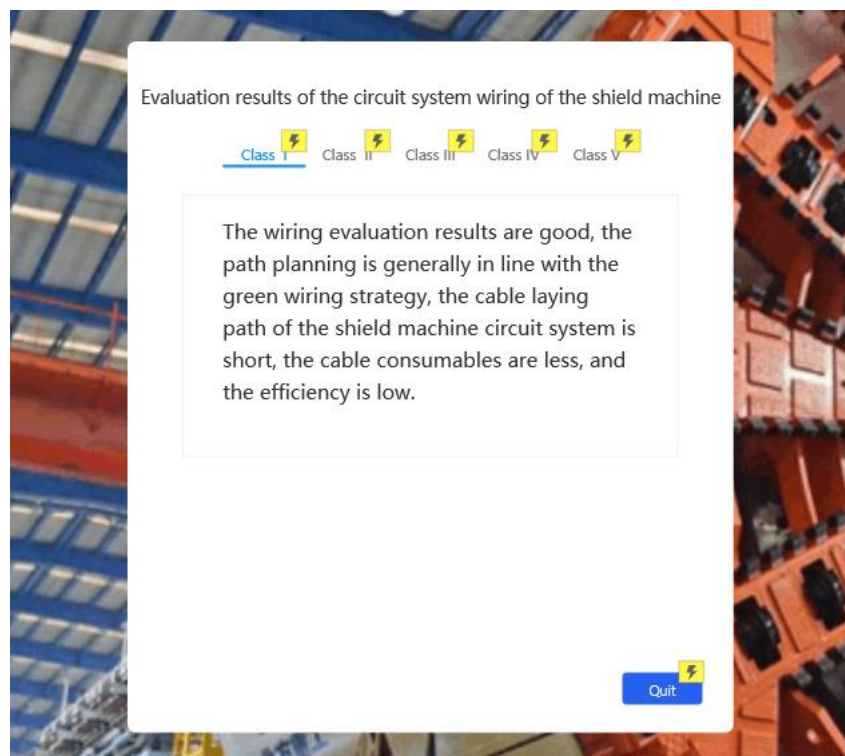 Evaluation results of the circuit system wiring of the shield machine
Class I Class II Class III Class IV Class V
The wiring evaluation results are good, the
path planning is generally in line with the
green wiring strategy, the cable laying
path of the shield machine circuit system is
short, the cable consumables are less, and
the efficiency is low.
Quit